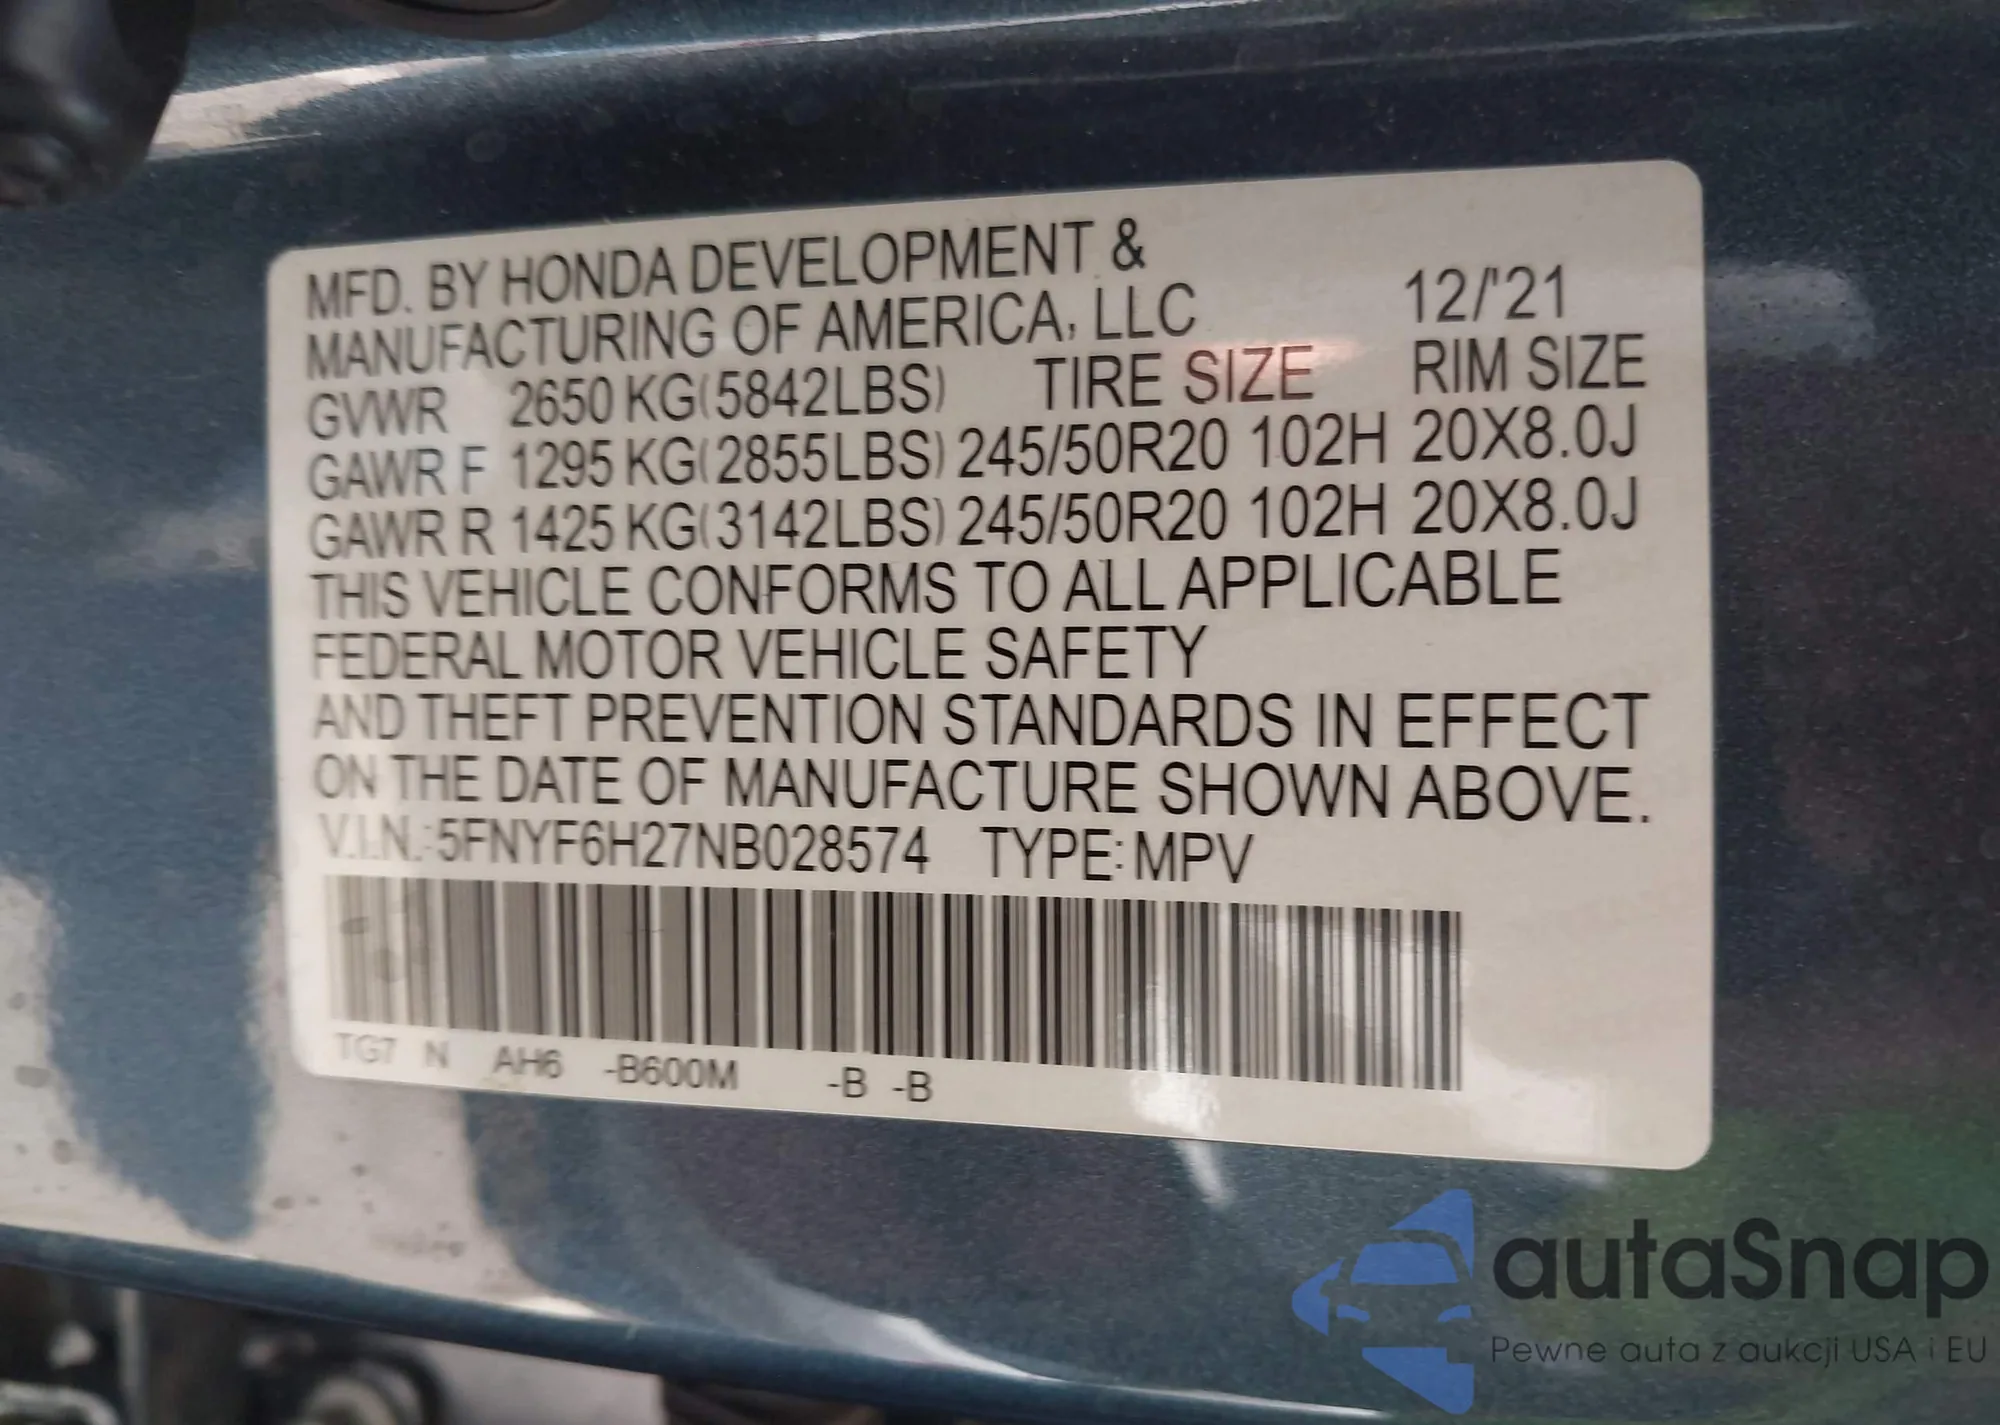 MFD. BY HONDA DEVELOPMENT &
MANUFACTURING OF AMERICA, LLC 12/'21
GVWR 2650 KG(5842LBS) TIRE SIZE RIM SIZE
GAWR F 1295 KG(2855LBS) 245/50R20 102H 20X8.0J
GAWR R 1425 KG(3142LBS) 245/50R20 102H 20X8.0J
THIS VEHICLE CONFORMS TO ALL APPLICABLE
FEDERAL MOTOR VEHICLE SAFETY
AND THEFT PREVENTION STANDARDS IN EFFECT
ON THE DATE OF MANUFACTURE SHOWN ABOVE.
V.I.N.: 5FNYF6H27NB028574 TYPE: MPV
TG7 N AH6 -B600M -B -B
autaSnap
Pewne auta z aukcji USA i EU